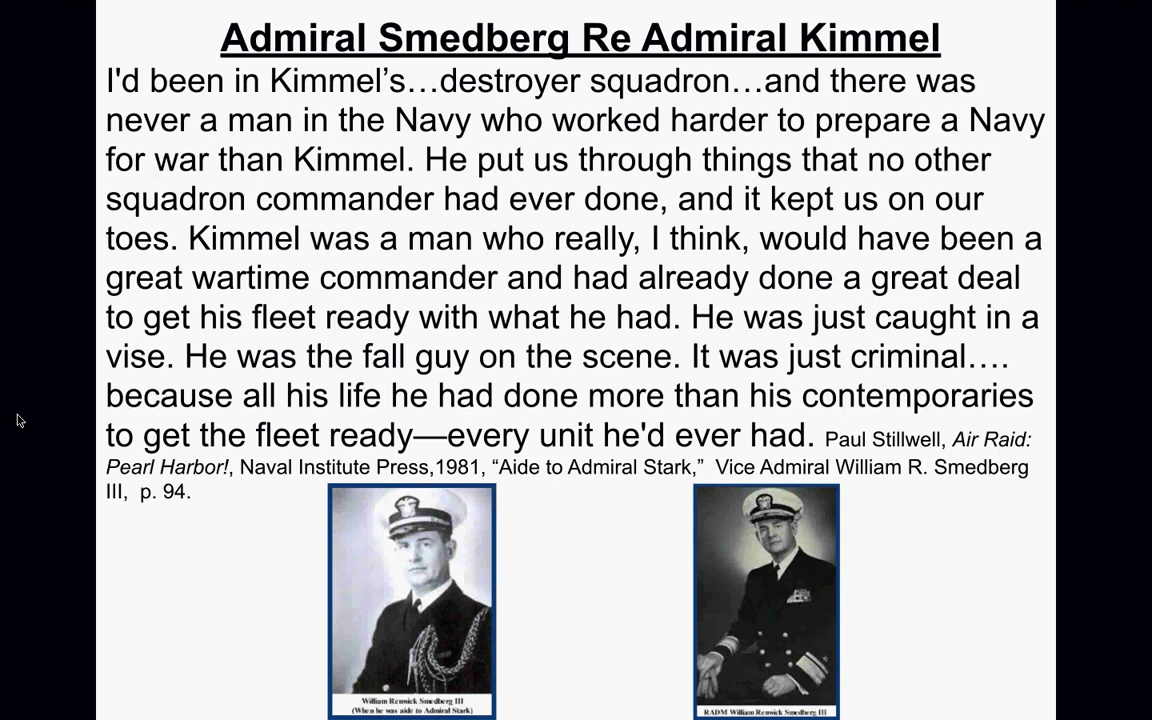 Admiral Smedberg Re Admiral Kimmel
I'd been in Kimmel’s…destroyer squadron…and there was
never a man in the Navy who worked harder to prepare a Navy
for war than Kimmel. He put us through things that no other
squadron commander had ever done, and it kept us on our
toes. Kimmel was a man who really, I think, would have been a
great wartime commander and had already done a great deal
to get his fleet ready with what he had. He was just caught in a
vise. He was the fall guy on the scene. It was just criminal….
because all his life he had done more than his contemporaries
to get the fleet ready—every unit he'd ever had. Paul Stillwell, Air Raid:
Pearl Harbor!, Naval Institute Press,1981, “Aide to Admiral Stark,” Vice Admiral William R. Smedberg
III, p. 94.
William Renwick Smedberg III
(When he was aide to Admiral Stark)
RADM William Renwick Smedberg III